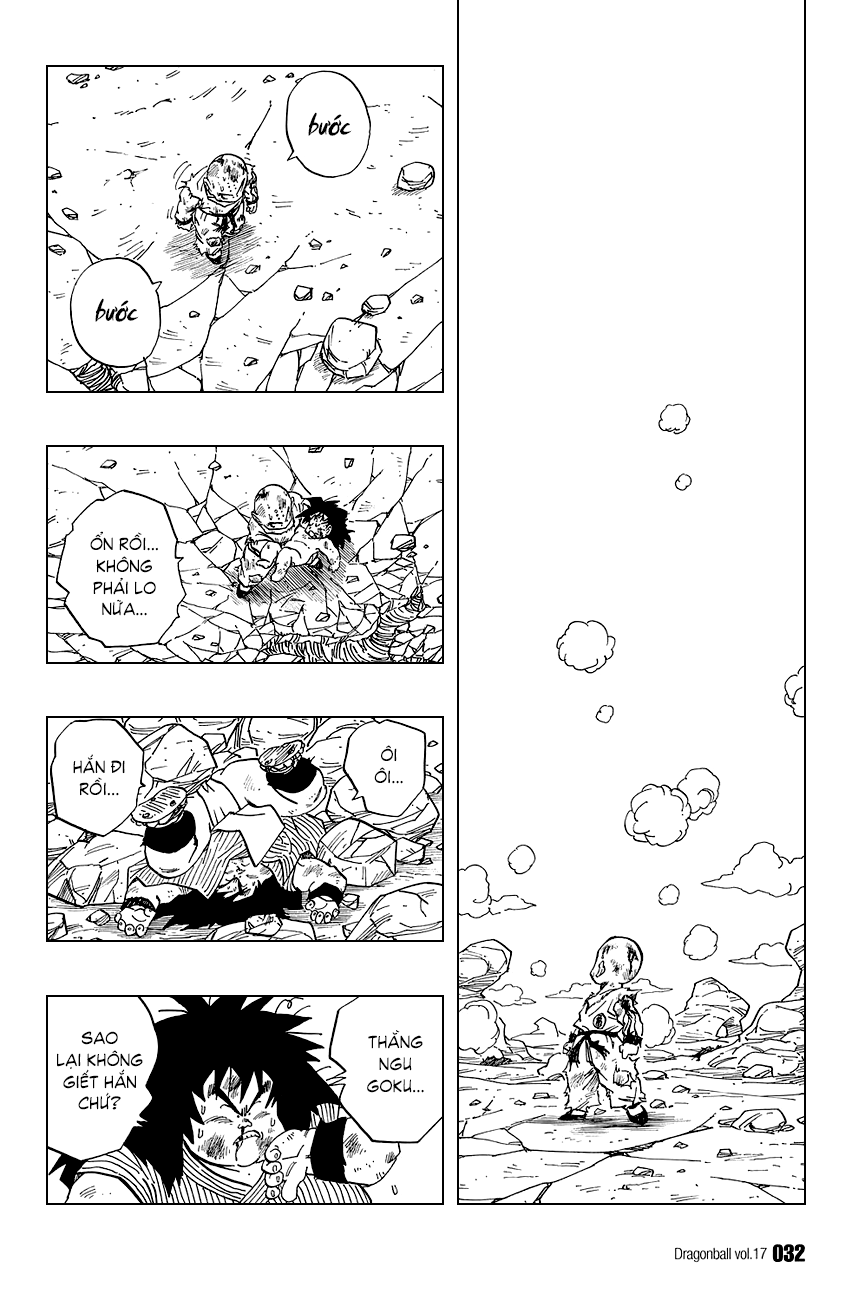 bước
bước
ỔN RỒI...
KHÔNG
PHẢI LO
NỮA...
ÔI
ÔI...
HẮN ĐI
RỒI...
THẰNG
NGU
GOKU...
SAO
LẠI KHÔNG
GIẾT HẮN
CHỨ?
Dragonball vol.17 032